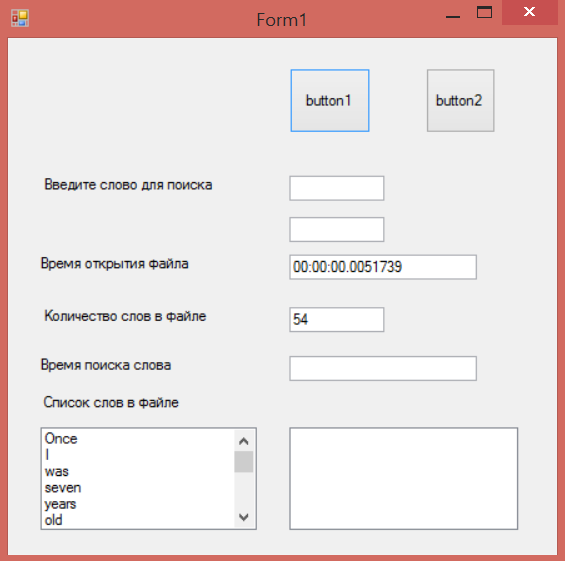 Form1
button1
button2
Введите слово для поиска
Время открытия файла
00:00:00.0051739
Количество слов в файле
54
Время поиска слова
Список слов в файле
Once
I
was
seven
years
old